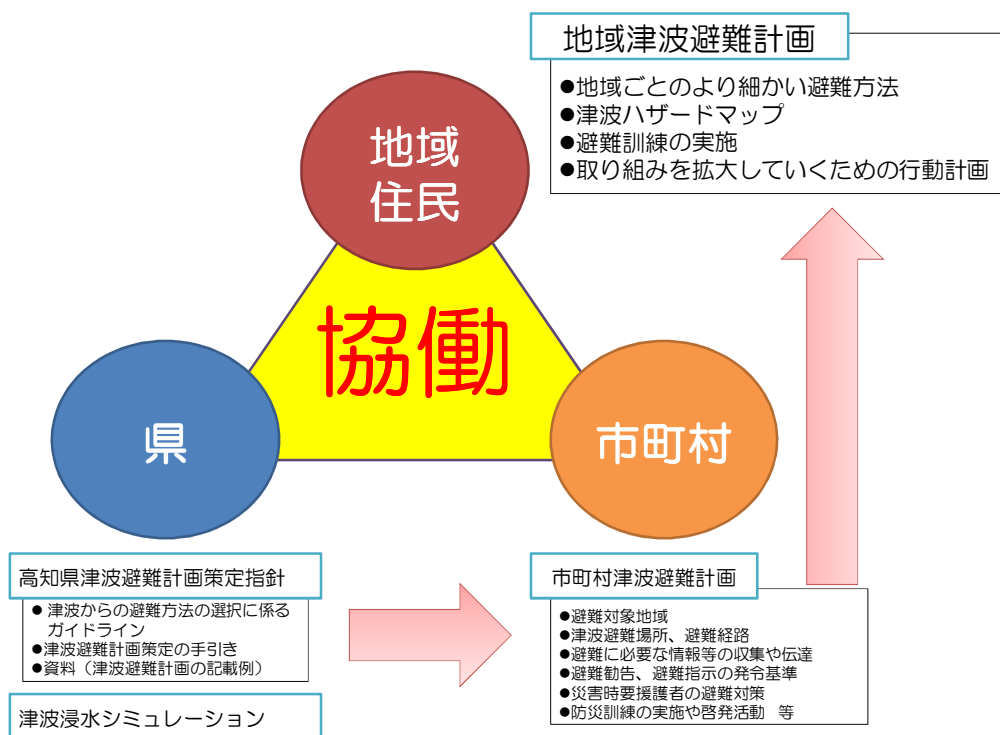 地域津波避難計画
●地域ごとのより細かい避難方法
●津波ハザードマップ
●避難訓練の実施
●取り組みを拡大していくための行動計画
地域
住民
協働
県
市町村
高知県津波避難計画策定指針
●津波からの避難方法の選択に係る
ガイドライン
●津波避難計画策定の手引き
●資料（津波避難計画の記載例）
津波浸水シミュレーション
市町村津波避難計画
●避難対象地域
●津波避難場所、避難経路
●避難に必要な情報等の収集や伝達
●避難勧告、避難指示の発令基準
●災害時要援護者の避難対策
●防災訓練の実施や啓発活動　等